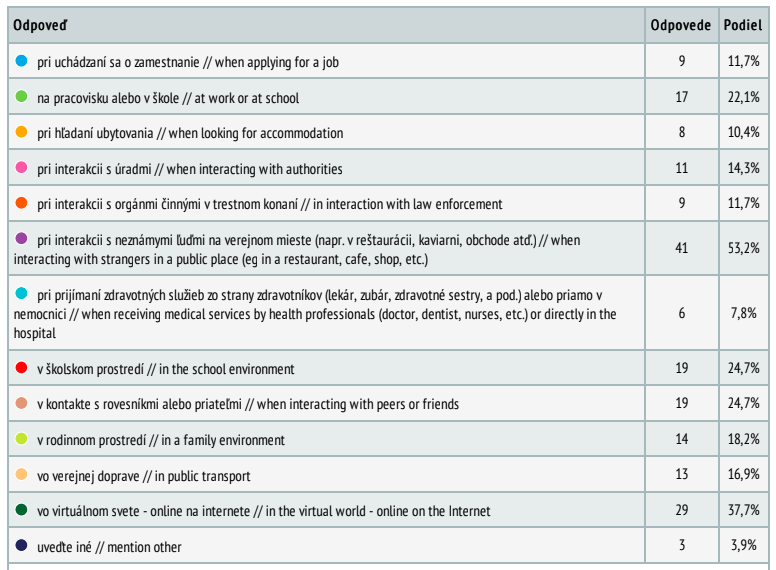 Odpoveď Odpovede Podiel
pri uchádzaní sa o zamestnanie // when applying for a job 9 11,7%
na pracovisku alebo v škole // at work or at school 17 22,1%
pri hľadaní ubytovania // when looking for accommodation 8 10,4%
pri interakcii s úradmi // when interacting with authorities 11 14,3%
pri interakcii s orgánmi činnými v trestnom konaní // in interaction with law enforcement 9 11,7%
pri interakcii s neznámymi ľuďmi na verejnom mieste (napr. v reštaurácii, kaviarni, obchode atď.) // when
interacting with strangers in a public place (eg in a restaurant, cafe, shop, etc.) 41 53,2%
pri prijímaní zdravotných služieb zo strany zdravotníkov (lekár, zubár, zdravotné sestry, a pod.) alebo priamo v
nemocnici // when receiving medical services by health professionals (doctor, dentist, nurses, etc.) or directly in the 6 7,8%
hospital
v školskom prostredí // in the school environment 19 24,7%
v kontakte s rovesníkmi alebo priateľmi // when interacting with peers or friends 19 24,7%
v rodinnom prostredí // in a family environment 14 18,2%
vo verejnej doprave // in public transport 13 16,9%
vo virtuálnom svete - online na internete // in the virtual world - online on the Internet 29 37,7%
uveďte iné // mention other 3 3,9%